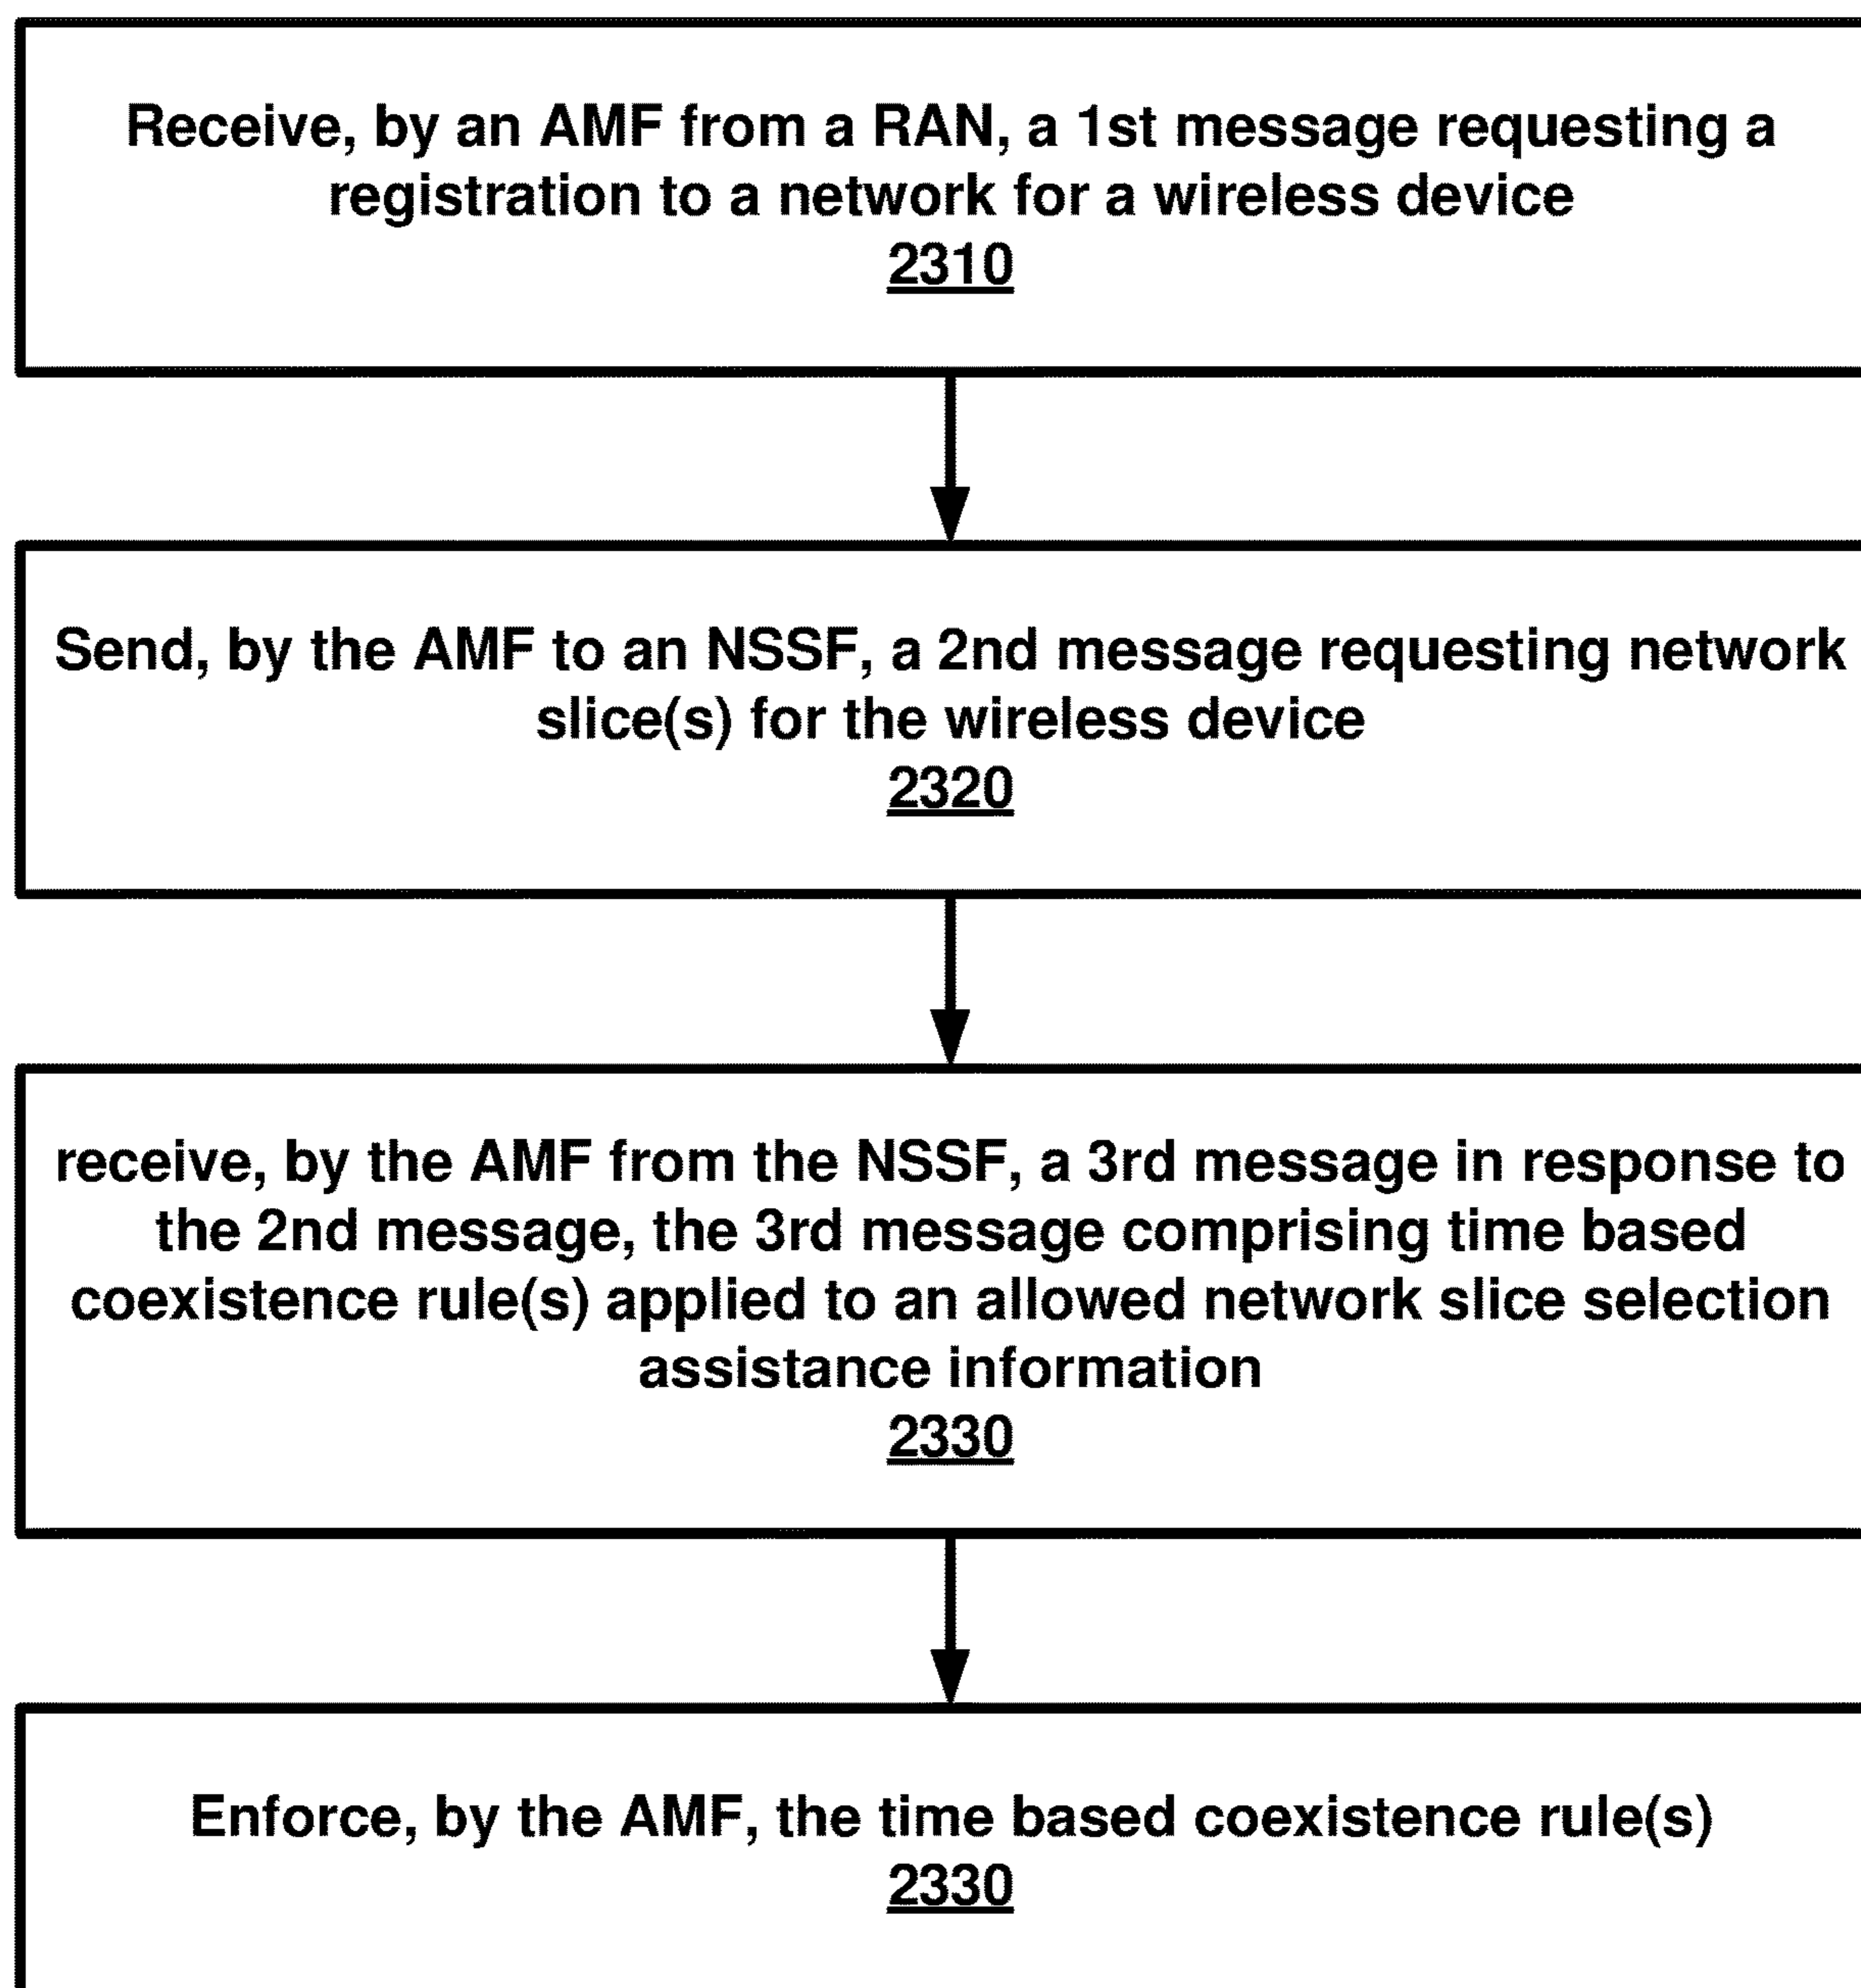 Receive, by an AMF from a RAN, a 1st message requesting a
registration to a network for a wireless device
2310
Send, by the AMF to an NSSF, a 2nd message requesting network
slice(s) for the wireless device
2320
receive, by the AMF from the NSSF, a 3rd message in response to
the 2nd message, the 3rd message comprising time based
coexistence rule(s) applied to an allowed network slice selection
assistance information
2330
Enforce, by the AMF, the time based coexistence rule(s)
2330